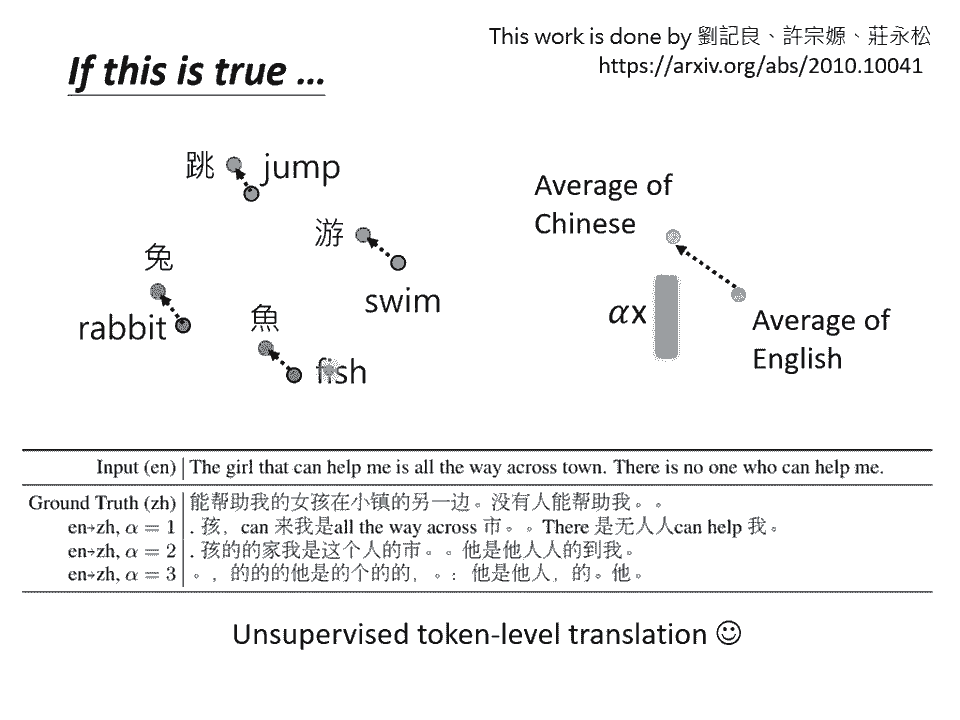 This work is done by 劉記良、許宗嫄、莊永松
https://arxiv.org/abs/2010.10041
If this is true …
跳
jump
游
swim
兔
rabbit
魚
fish
Average of
Chinese
αx
Average of
English
Input (en) The girl that can help me is all the way across town. There is no one who can help me.
Ground Truth (zh) 能帮助我的女孩在小镇的另一边。没有人能帮助我。。
en→zh, α = 1 . 孩，can 来我是all the way across 市。。There 是无人人can help 我。
en→zh, α = 2 . 孩的的家我是这个人的市。。他是他人人的到我。
en→zh, α = 3 。，的的的他是的个的的，。：他是他人，的。他。
Unsupervised token-level translation ☺